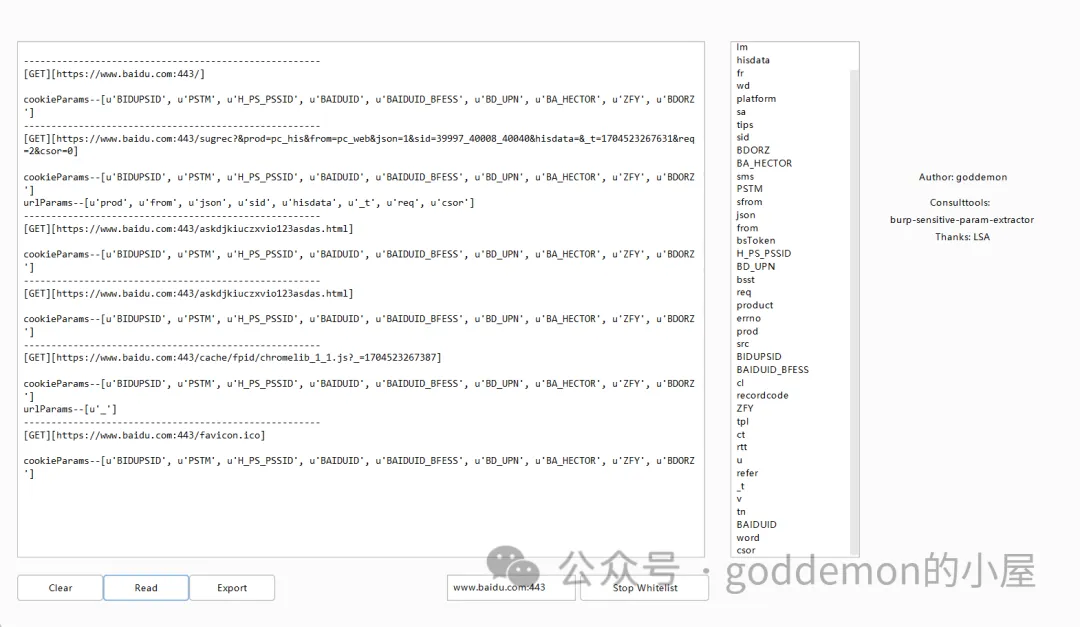 --------------------------------------------------
[GET][https://www.baidu.com:443/]
cookieParams--[u'BIDUPSID', u'PSTM', u'H_PS_PSSID', u'BAIDUID', u'BAIDUID_BFESS', u'BD_UPN', u'BA_HECTOR', u'ZFY', u'BDORZ
']
--------------------------------------------------
[GET][https://www.baidu.com:443/sugrec?&prod=pc_his&from=pc_web&json=1&sid=39997_40008_40040&hisdata=&_t=1704523267631&req
=2&csor=0]
cookieParams--[u'BIDUPSID', u'PSTM', u'H_PS_PSSID', u'BAIDUID', u'BAIDUID_BFESS', u'BD_UPN', u'BA_HECTOR', u'ZFY', u'BDORZ
']
urlParams--[u'prod', u'from', u'json', u'sid', u'hisdata', u'_t', u'req', u'csor']
--------------------------------------------------
[GET][https://www.baidu.com:443/askdjkiuczxvio123asdas.html]
cookieParams--[u'BIDUPSID', u'PSTM', u'H_PS_PSSID', u'BAIDUID', u'BAIDUID_BFESS', u'BD_UPN', u'BA_HECTOR', u'ZFY', u'BDORZ
']
--------------------------------------------------
[GET][https://www.baidu.com:443/askdjkiuczxvio123asdas.html]
cookieParams--[u'BIDUPSID', u'PSTM', u'H_PS_PSSID', u'BAIDUID', u'BAIDUID_BFESS', u'BD_UPN', u'BA_HECTOR', u'ZFY', u'BDORZ
']
--------------------------------------------------
[GET][https://www.baidu.com:443/cache/fpid/chromelib_1_1.js?_=1704523267387]
cookieParams--[u'BIDUPSID', u'PSTM', u'H_PS_PSSID', u'BAIDUID', u'BAIDUID_BFESS', u'BD_UPN', u'BA_HECTOR', u'ZFY', u'BDORZ
']
urlParams--[u'_']
--------------------------------------------------
[GET][https://www.baidu.com:443/favicon.ico]
cookieParams--[u'BIDUPSID', u'PSTM', u'H_PS_PSSID', u'BAIDUID', u'BAIDUID_BFESS', u'BD_UPN', u'BA_HECTOR', u'ZFY', u'BDORZ
']
lm
hisdata
fr
wd
platform
sa
tips
sid
BDORZ
BA_HECTOR
sms
PSTM
sfrom
json
from
bsToken
H_PS_PSSID
BD_UPN
bsst
req
product
errno
prod
src
BIDUPSID
BAIDUID_BFESS
cl
recordcode
ZFY
tpl
ct
rtt
u
refer
_t
v
tn
BAIDUID
word
csor
Author: goddemon
Consulttools:
burp-sensitive-param-extractor
Thanks: LSA
Clear
Read
Export
www.baidu.com:443
Stop Whitelist
公众号 · goddemon的小屋